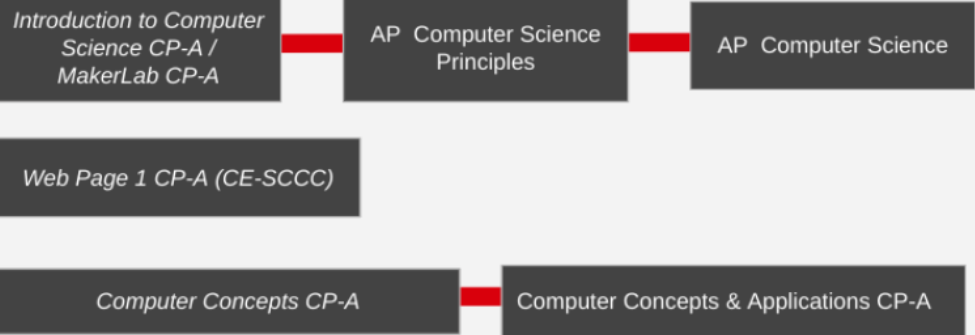 Introduction to Computer
Science CP-A /
MakerLab CP-A
AP Computer Science
Principles
AP Computer Science
Web Page 1 CP-A (CE-SCCC)
Computer Concepts CP-A
Computer Concepts & Applications CP-A